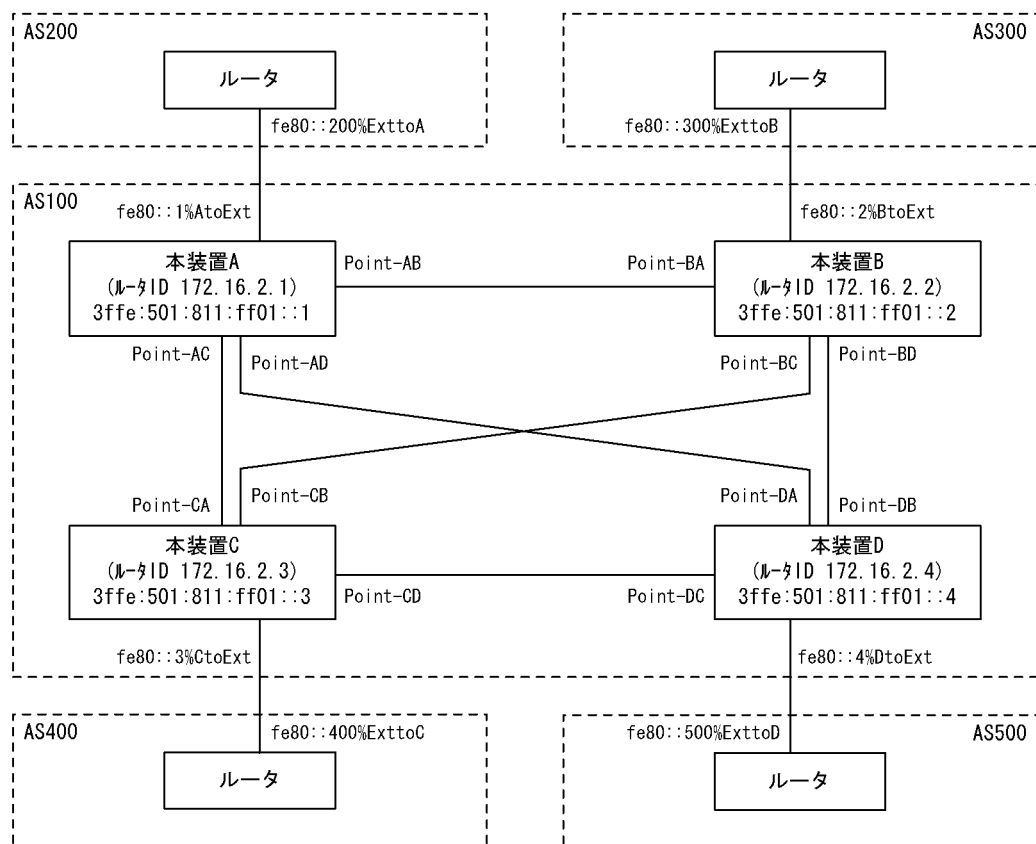 AS200
AS300
ルータ
ルータ
fe80::200%ExttoA
fe80::300%ExttoB
AS100
fe80::1%AtoExt
fe80::2%BtoExt
本装置A
(ﾙｰﾀID 172.16.2.1)
3ffe:501:811:ff01::1
Point-AB
Point-BA
本装置B
(ﾙｰﾀID 172.16.2.2)
3ffe:501:811:ff01::2
Point-AC
Point-AD
Point-BC
Point-BD
Point-CA
Point-CB
Point-DA
Point-DB
本装置C
(ﾙｰﾀID 172.16.2.3)
3ffe:501:811:ff01::3
Point-CD
Point-DC
本装置D
(ﾙｰﾀID 172.16.2.4)
3ffe:501:811:ff01::4
fe80::3%CtoExt
fe80::4%DtoExt
AS400
fe80::400%ExttoC
fe80::500%ExttoD
AS500
ルータ
ルータ